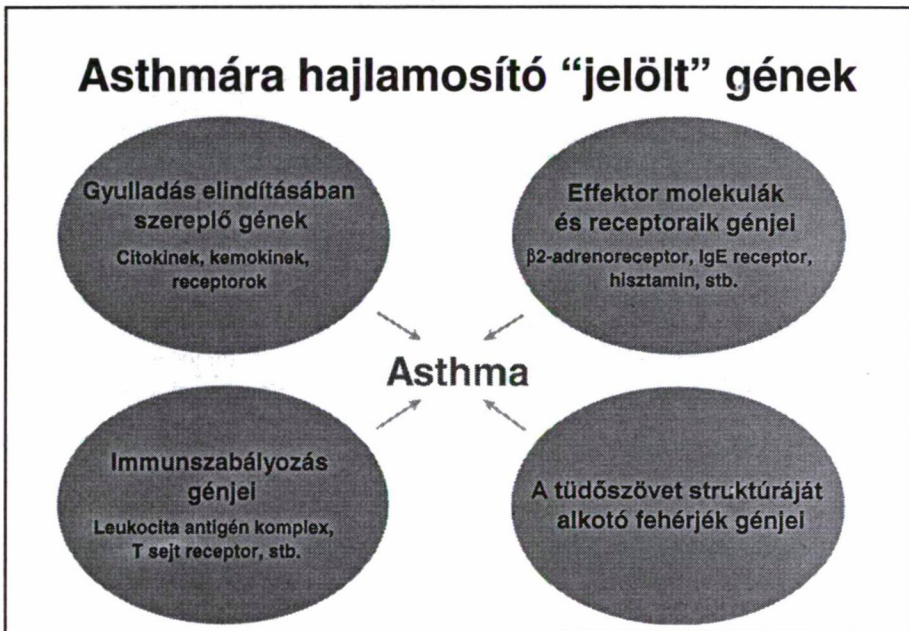 Asthmára hajlamosító “jelölt” gének
Gyulladás elindításában
szereplő gének
Citokinek, kemokinek,
receptorok
Effektor molekulák
és receptoraik génjei
β2-adrenoreceptor, IgE receptor,
hisztamin, stb.
Asthma
Immunszabályozás
génjei
Leukocita antigén komplex,
T sejt receptor, stb.
A tüdőszövet struktúráját
alkotó fehérjék génjei